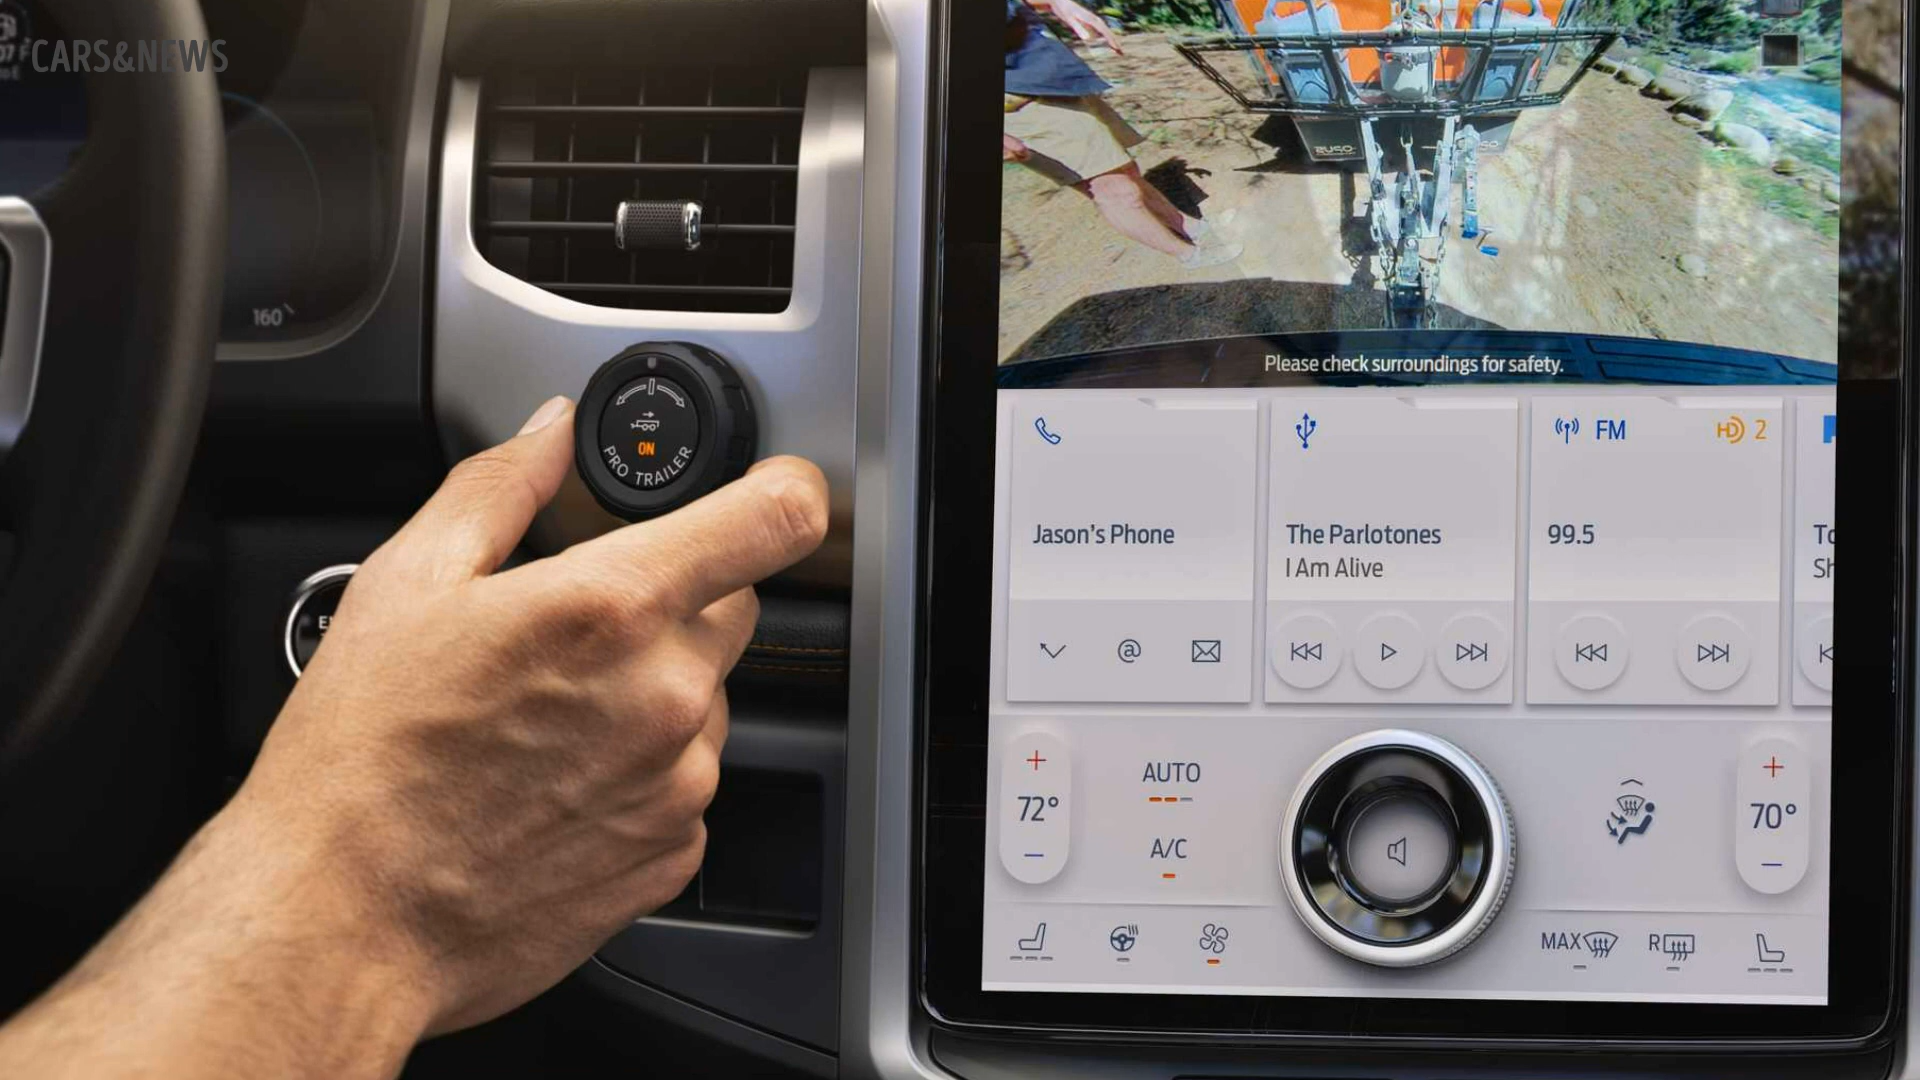 CARS&NEWS
160
ON
PRO TRAILER
Please check surroundings for safety.
FM
HD 2
Jason's Phone
The Parlotones
I Am Alive
99.5
72°
AUTO
A/C
70°
MAX
R